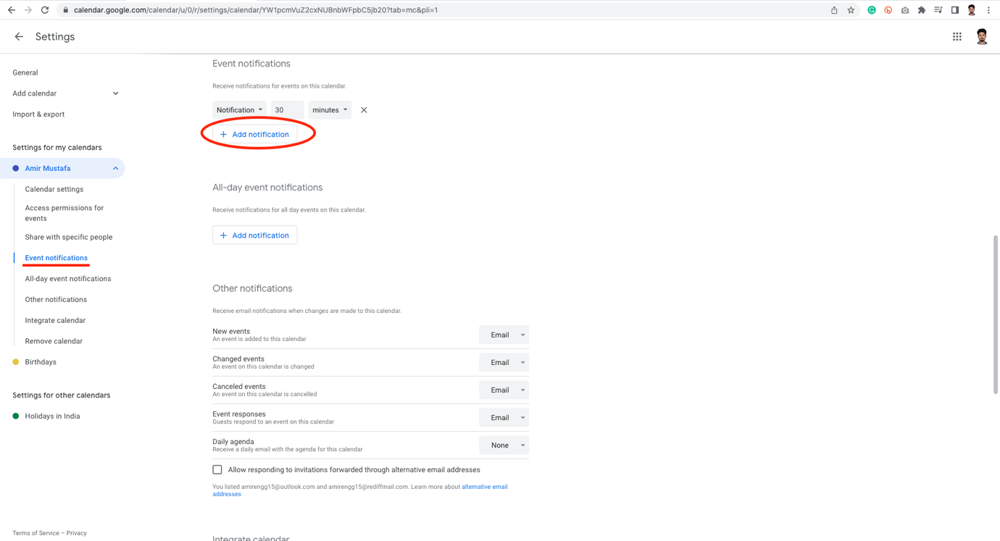 calendar.google.com/calendar/u/0/r/settings/calendar/YW1pcmVuZ2cxNUBnbWFpbC5jb20?tab=mc&pli=1
Settings
General
Add calendar
Import & export
Settings for my calendars
Amir Mustafa
Calendar settings
Access permissions for
events
Share with specific people
Event notifications
All-day event notifications
Other notifications
Integrate calendar
Remove calendar
Birthdays
Settings for other calendars
Holidays in India
Terms of Service – Privacy
Event notifications
Receive notifications for events on this calendar.
Notification 30 minutes
+ Add notification
All-day event notifications
Receive notifications for all day events on this calendar.
+ Add notification
Other notifications
Receive email notifications when changes are made to this calendar.
New events Email
An event is added to this calendar
Changed events Email
An event on this calendar is changed
Canceled events Email
An event on this calendar is cancelled
Event responses Email
Guests respond to an event on this calendar
Daily agenda None
Receive a daily email with the agenda for this calendar
Allow responding to invitations forwarded through alternative email addresses
You listed amirengg15@outlook.com and amirengg15@rediffmail.com. Learn more about alternative email
addresses
Integrate calendar